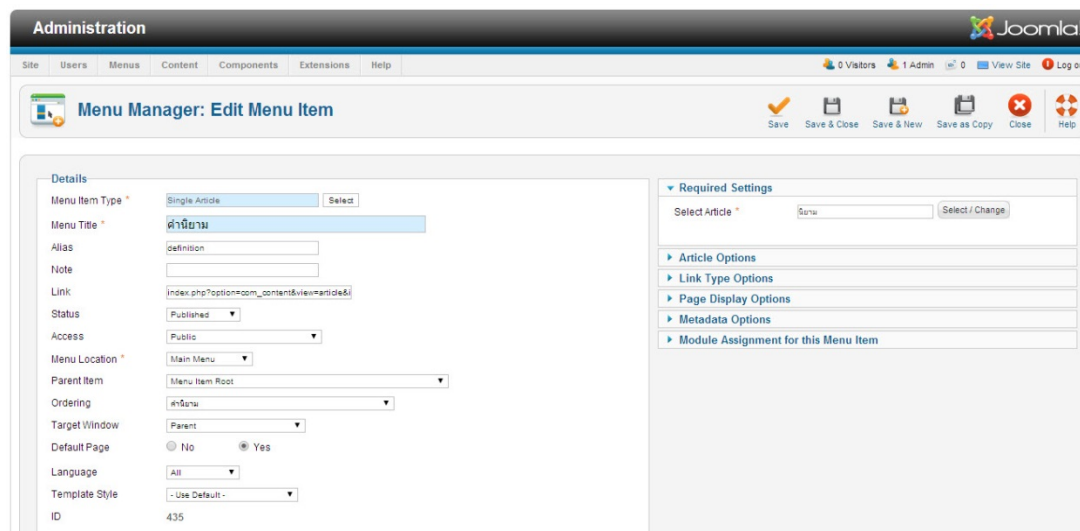 Administration
Joomla!
Site Users Menus Content Components Extensions Help
0 Visitors 1 Admin 0 View Site Log o
Menu Manager: Edit Menu Item
Save Save & Close Save & New Save as Copy Close Help
Details
Menu Item Type * Single Article Select
Menu Title * คำนิยาม
Alias definition
Note
Link index.php?option=com_content&view=article&i
Status Published
Access Public
Menu Location * Main Menu
Parent Item Menu Item Root
Ordering คำนิยาม
Target Window Parent
Default Page No Yes
Language All
Template Style - Use Default -
ID 435
Required Settings
Select Article * นิยาม Select / Change
Article Options
Link Type Options
Page Display Options
Metadata Options
Module Assignment for this Menu Item